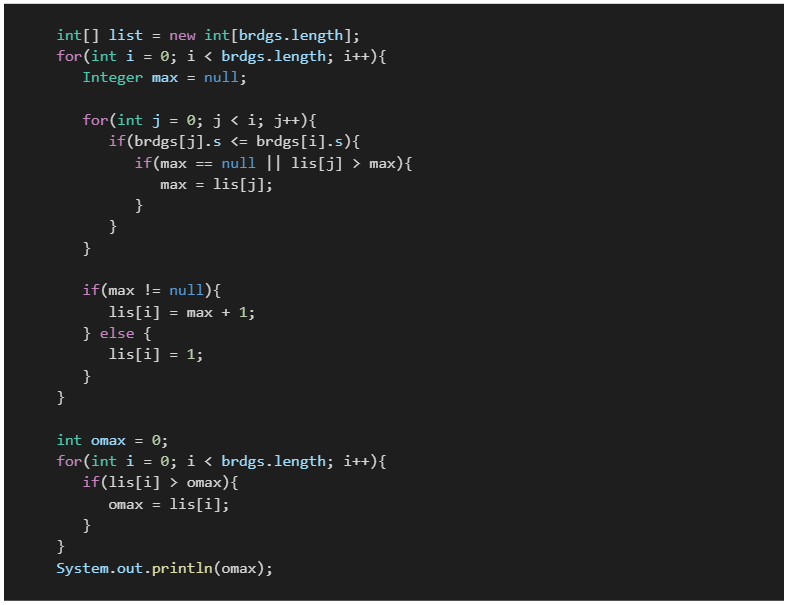 int[] list = new int[brdgs.length];
for(int i = 0; i < brdgs.length; i++){
Integer max = null;
for(int j = 0; j < i; j++){
if(brdgs[j].s <= brdgs[i].s){
if(max == null || lis[j] > max){
max = lis[j];
}
}
}
if(max != null){
lis[i] = max + 1;
} else {
lis[i] = 1;
}
}
int omax = 0;
for(int i = 0; i < brdgs.length; i++){
if(lis[i] > omax){
omax = lis[i];
}
}
System.out.println(omax);